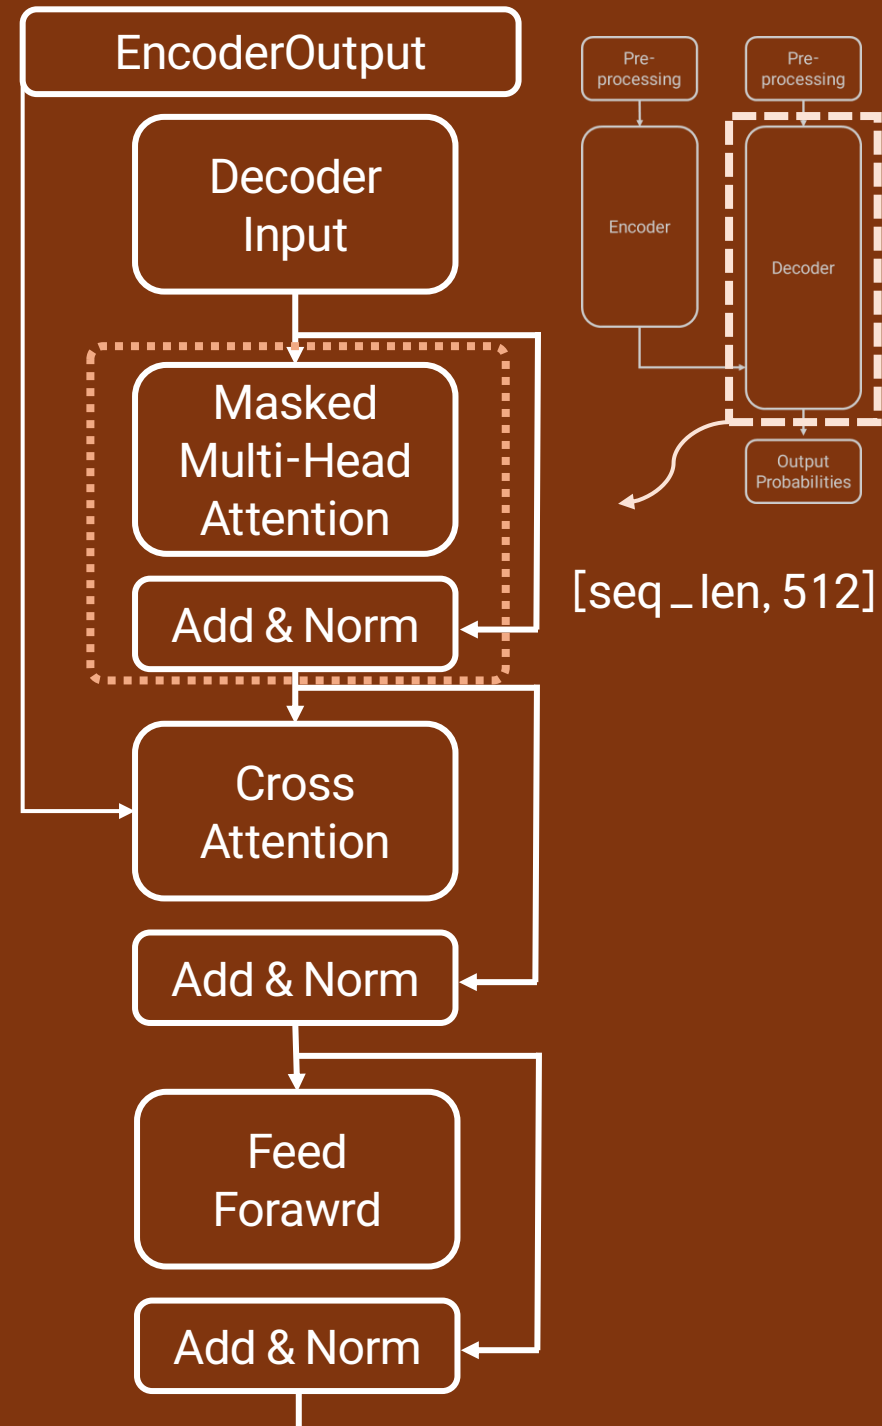 EncoderOutput
Decoder
Input
Masked
Multi-Head
Attention
Add & Norm
Cross
Attention
Add & Norm
Feed
Forawrd
Add & Norm
Pre-
processing
Pre-
processing
Encoder
Decoder
Output
Probabilities
[seq_len, 512]